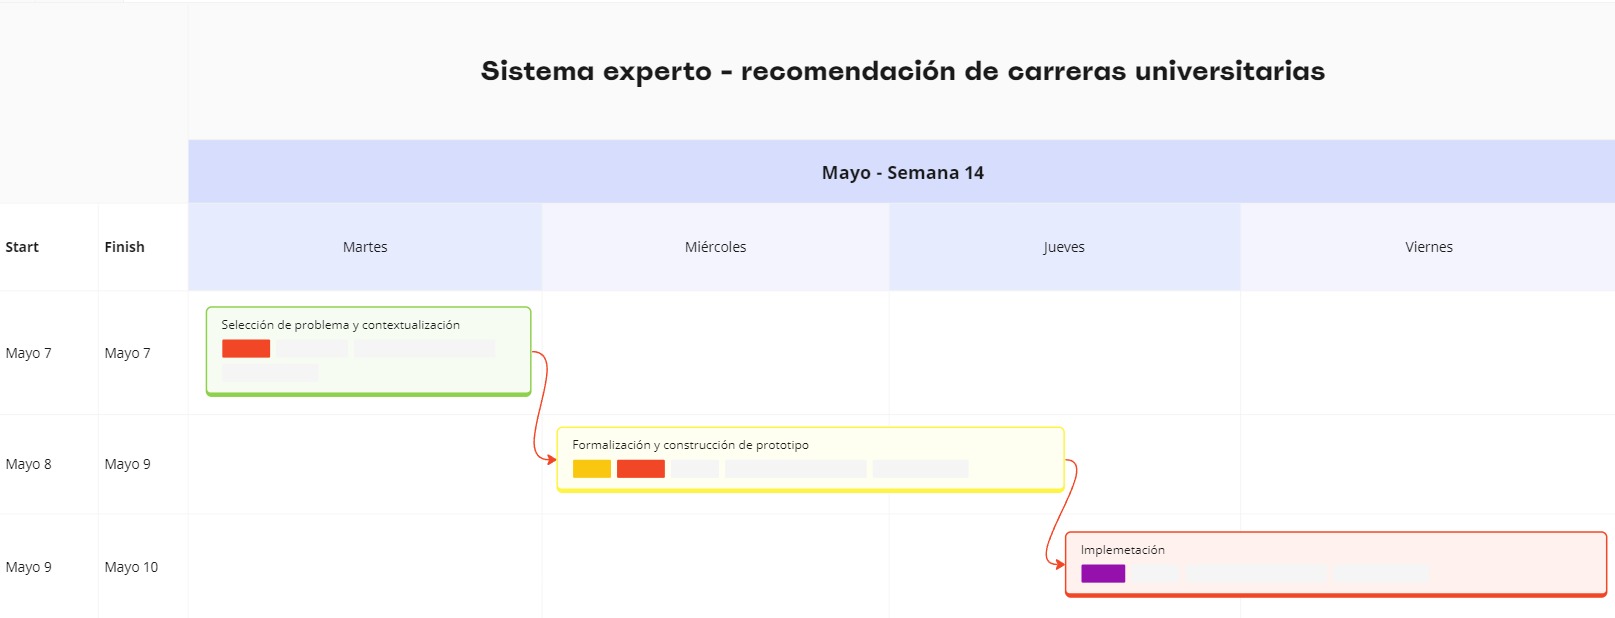 Sistema experto - recomendación de carreras universitarias
Mayo - Semana 14
Start Finish Martes Miércoles Jueves Viernes
Mayo 7 Mayo 7 Selección de problema y contextualización
Mayo 8 Mayo 9 Formalización y construcción de prototipo
Mayo 9 Mayo 10 Implemetación